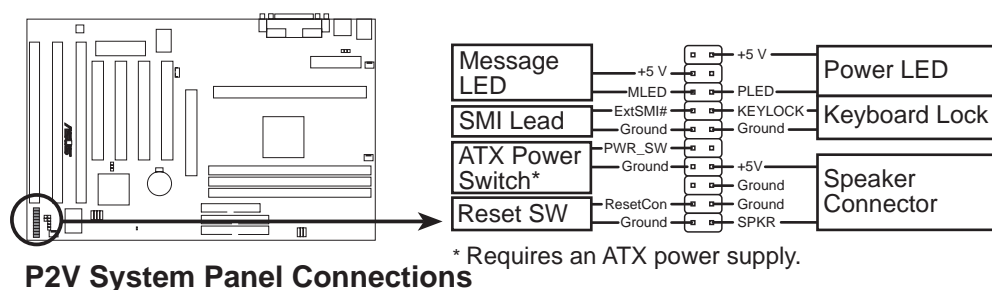 Message
LED
SMI Lead
ATX Power
Switch*
Reset SW
+5 V
MLED
ExtSMI#
Ground
PWR_SW
Ground
ResetCon
Ground
+5 V
PLED
KEYLOCK
Ground
+5V
Ground
Ground
SPKR
Power LED
Keyboard Lock
Speaker
Connector
* Requires an ATX power supply.
P2V System Panel Connections
ASUS